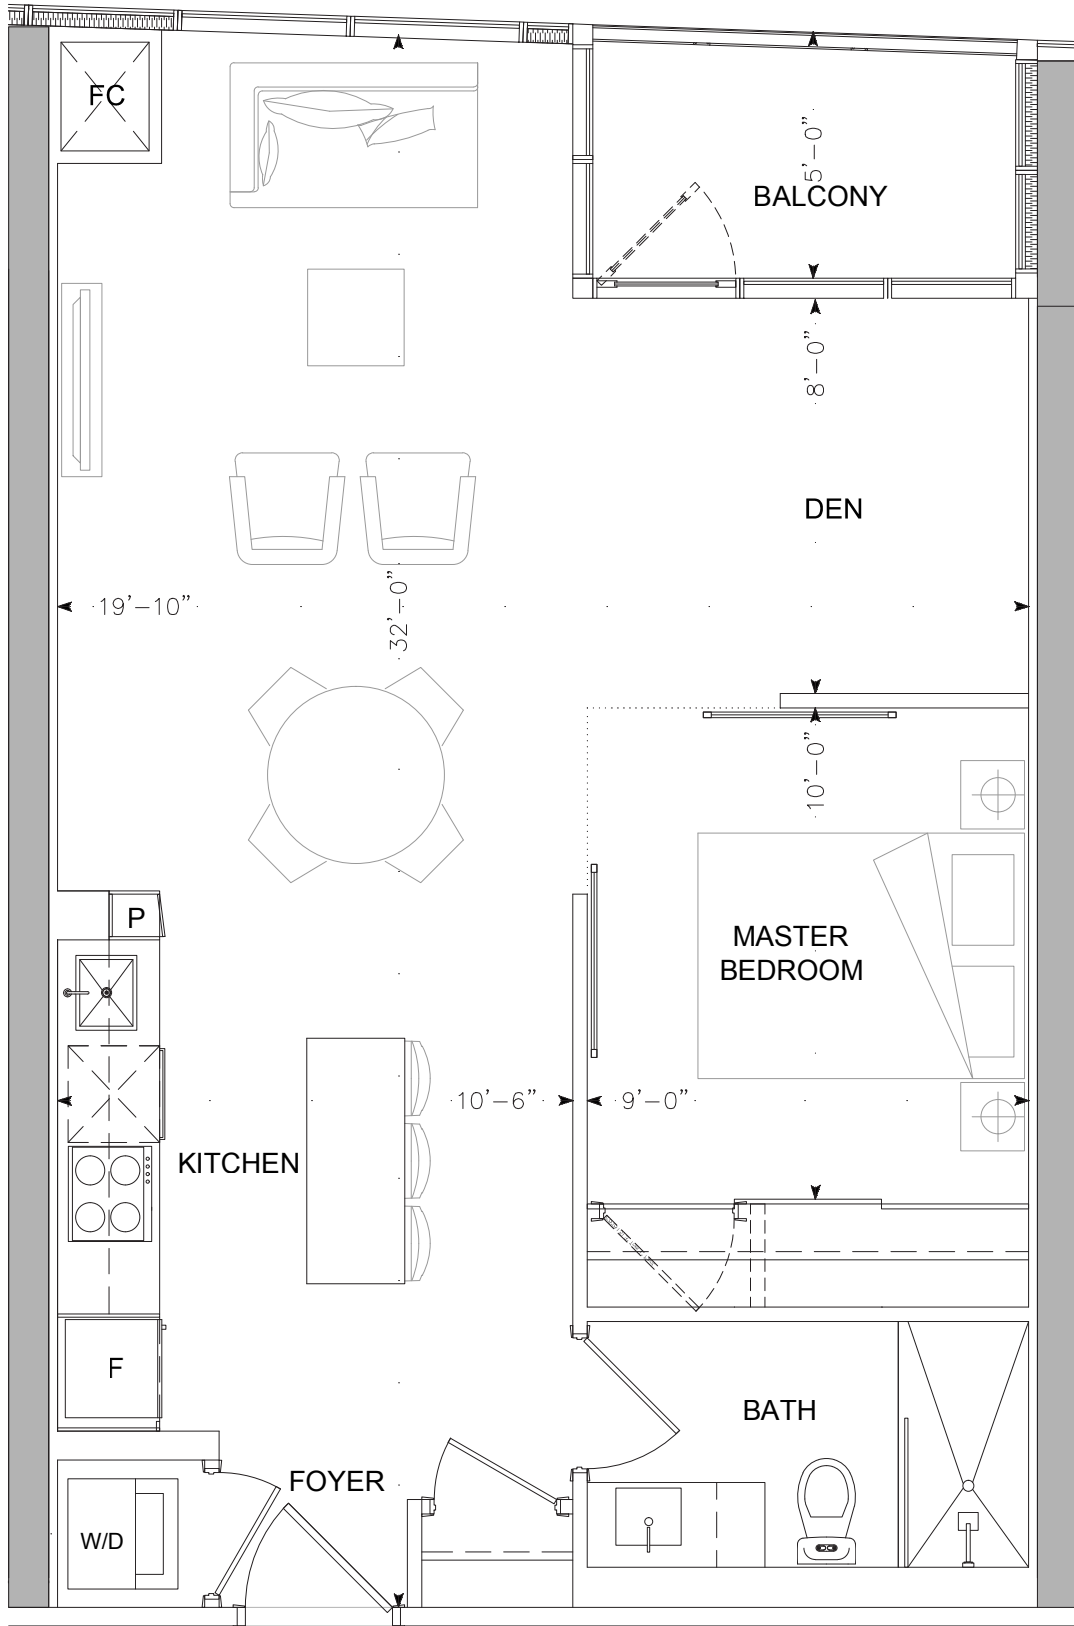 FC
5'-0"
BALCONY
8'-0"
DEN
19'-10"
32'-0"
10'-0"
P
MASTER
BEDROOM
10'-6"
9'-0"
KITCHEN
F
BATH
FOYER
W/D